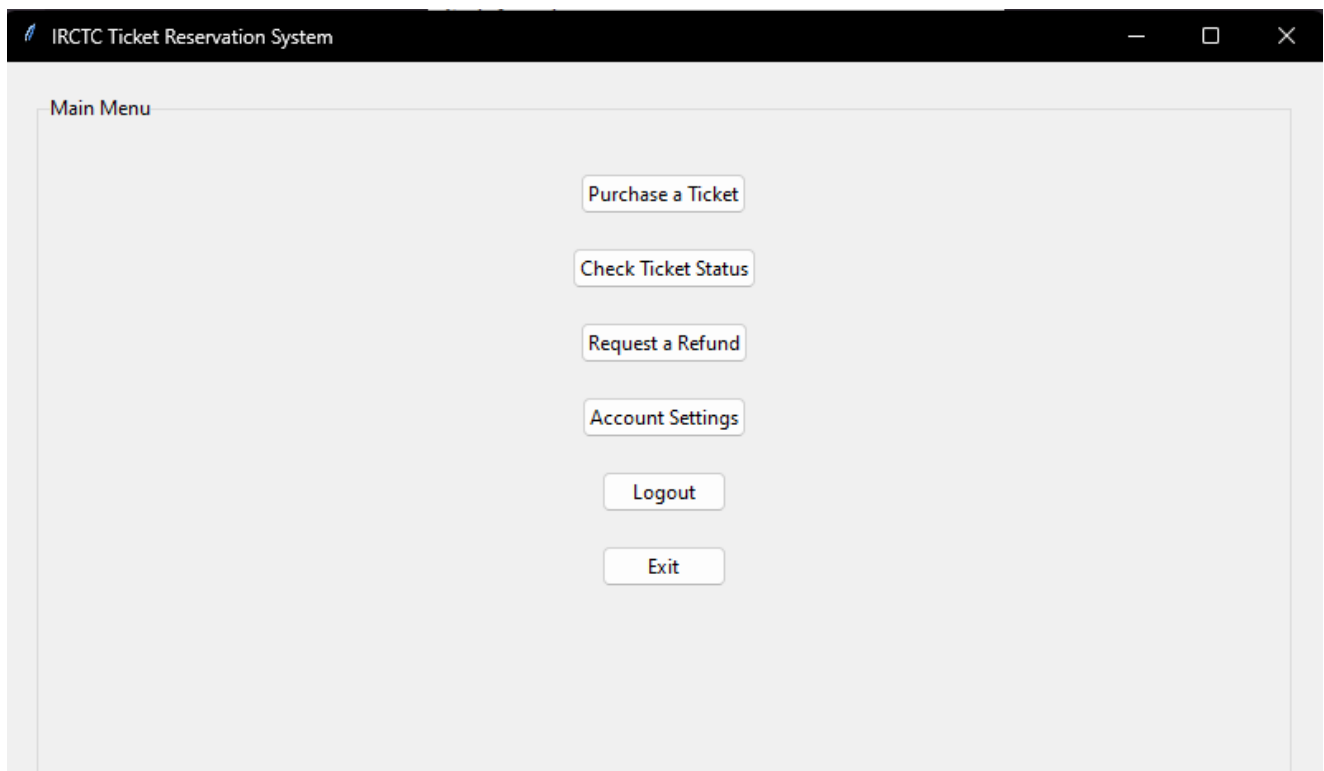 IRCTC Ticket Reservation System
Main Menu
Purchase a Ticket
Check Ticket Status
Request a Refund
Account Settings
Logout
Exit